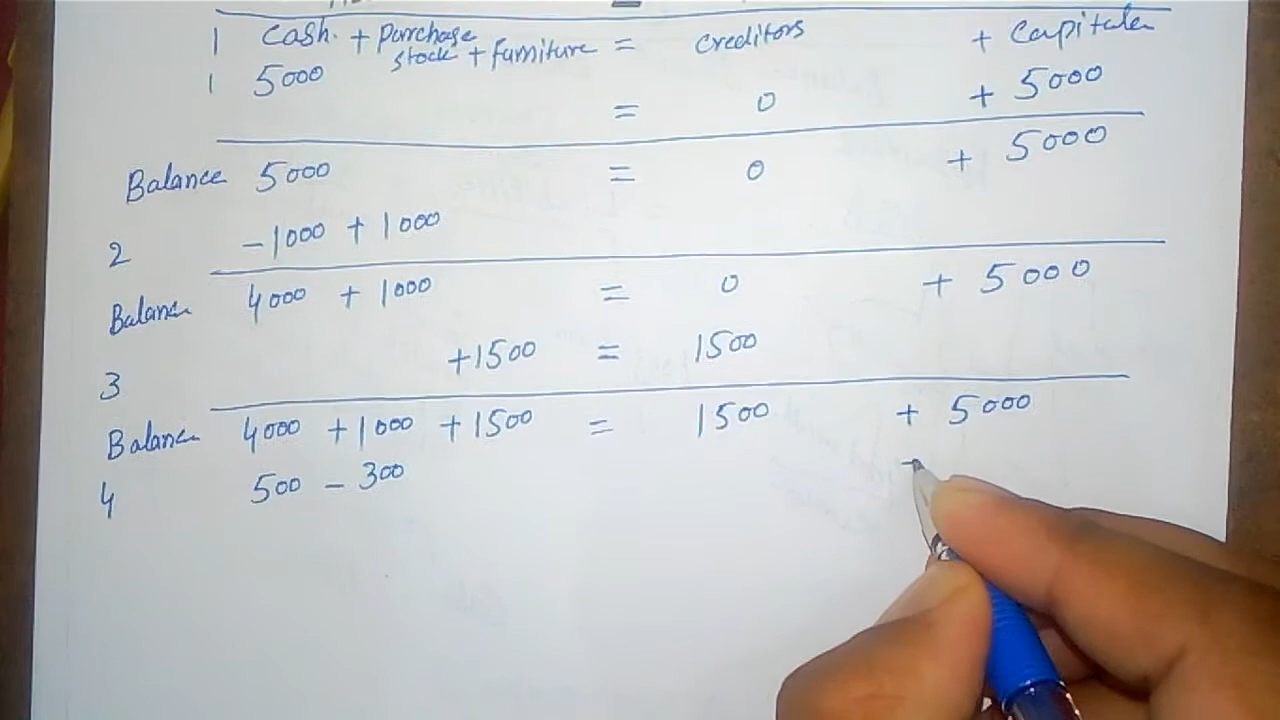 1 Cash + Purchase stock + furniture = Creditors + Capital
1 5000 = 0 + 5000
Balance 5000 = 0 + 5000
2 -1000 + 1000
Balance 4000 + 1000 = 0 + 5000
3 +1500 = 1500
Balance 4000 + 1000 + 1500 = 1500 + 5000
4 500 - 300